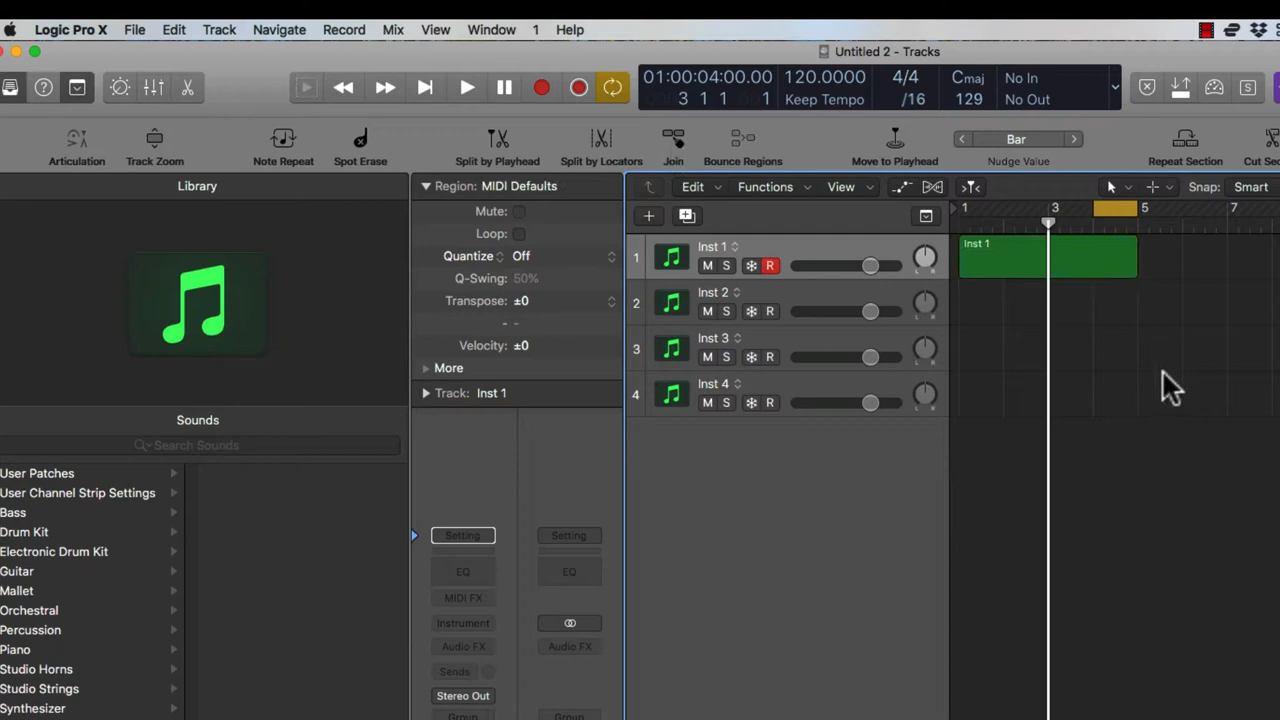 Logic Pro X File Edit Track Navigate Record Mix View Window 1 Help
Untitled 2 - Tracks
01:00:04:00.00 120.0000 4/4 Cmaj No In
3 1 1 1 Keep Tempo /16 129 No Out
Articulation Track Zoom Note Repeat Spot Erase Split by Playhead Split by Locators Join Bounce Regions Move to Playhead Bar Nudge Value Repeat Section Cut Sec
Library
Region: MIDI Defaults
Mute:
Loop:
Quantize Off
Q-Swing: 50%
Transpose: ±0
- -
Velocity: ±0
More
Track: Inst 1
Edit Functions View Snap: Smart
1 3 5 7
1 Inst 1
M S R
Inst 1
2 Inst 2
M S R
3 Inst 3
M S R
4 Inst 4
M S R
Sounds
Search Sounds
User Patches
User Channel Strip Settings
Bass
Drum Kit
Electronic Drum Kit
Guitar
Mallet
Orchestral
Percussion
Piano
Studio Horns
Studio Strings
Synthesizer
Setting Setting
EQ EQ
MIDI FX
Instrument
Audio FX Audio FX
Sends
Stereo Out
Group Group